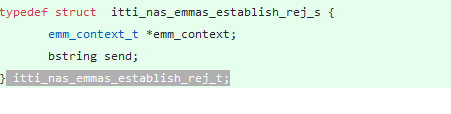 typedef struct  itti_nas_emmas_establish_rej_s {
        emm_context_t *emm_context;
        bstring send;
} itti_nas_emmas_establish_rej_t;